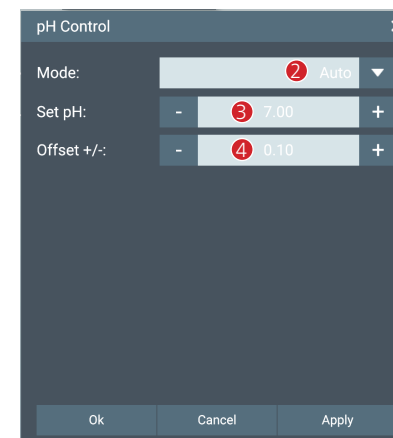 pH Control
Mode: 2 Auto
Set pH: - 3 7.00 +
Offset +/-: - 4 0.10 +
Ok Cancel Apply